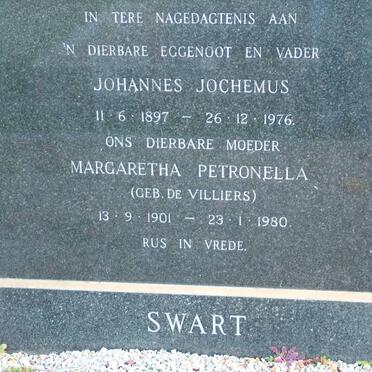 IN TERE NAGEDAGTENIS AAN
'N DIERBARE EGGENOOT EN VADER
JOHANNES JOCHEMUS
11·6·1897 — 26·12·1976.
ONS DIERBARE MOEDER
MARGARETHA PETRONELLA
(GEB. DE VILLIERS)
13·9·1901 — 23·1·1980.
RUS IN VREDE.
SWART